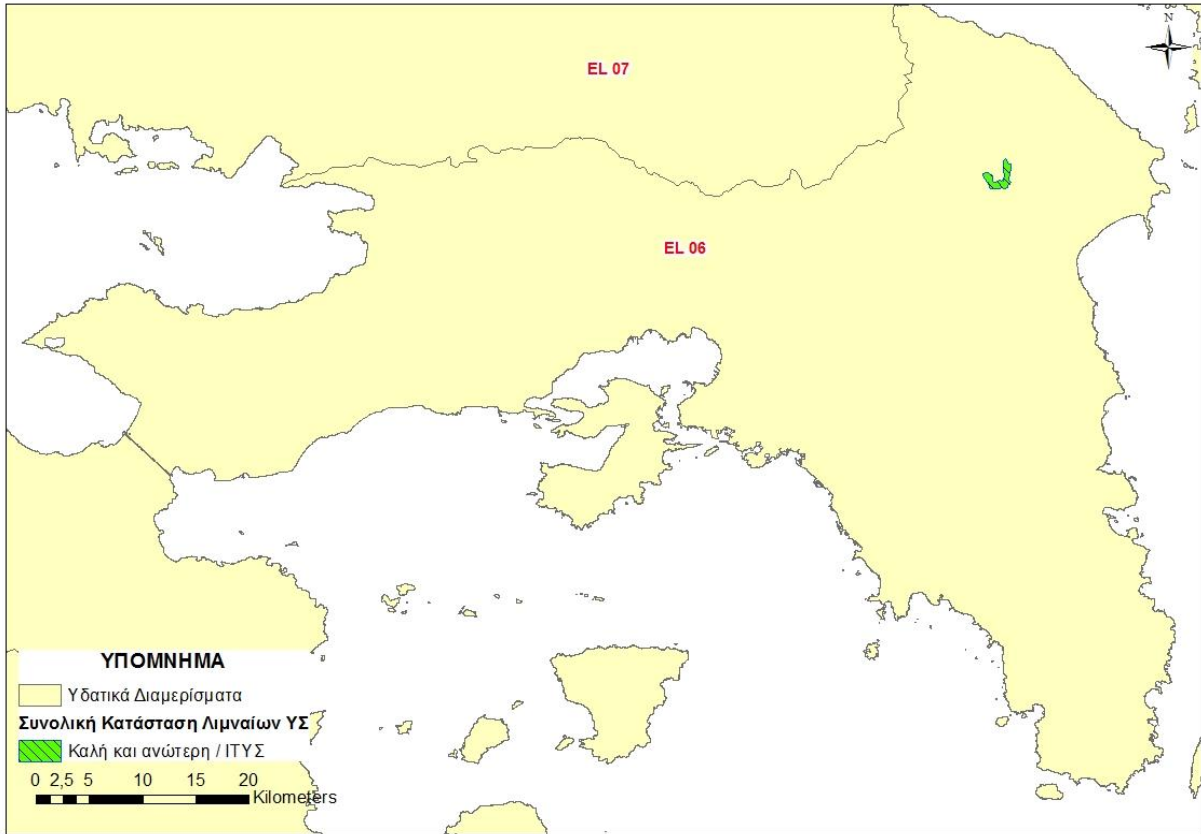 N
EL 07
EL 06
ΥΠΟΜΝΗΜΑ
Υδατικά Διαμερίσματα
Συνολική Κατάσταση Λιμναίων ΥΣ
Καλή και ανώτερη / ΙΤΥΣ
0 2,5 5 10 15 20
Kilometers